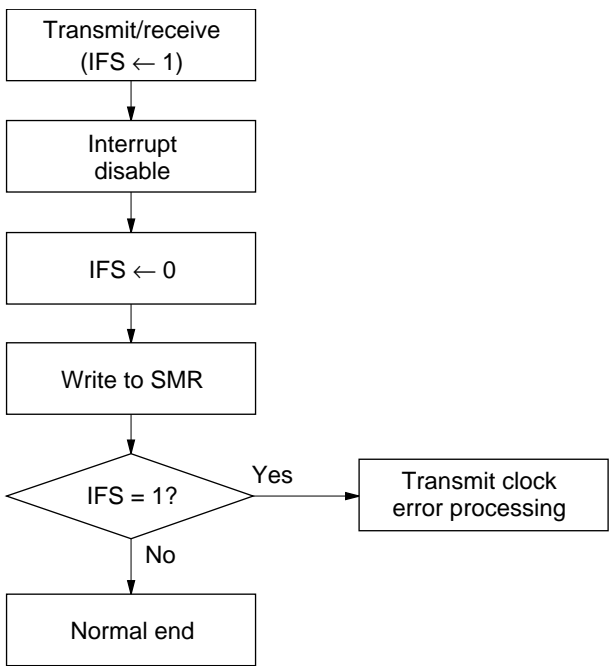 Transmit/receive
(IFS ← 1)
Interrupt
disable
IFS ← 0
Write to SMR
IFS = 1?
Yes
Transmit clock
error processing
No
Normal end